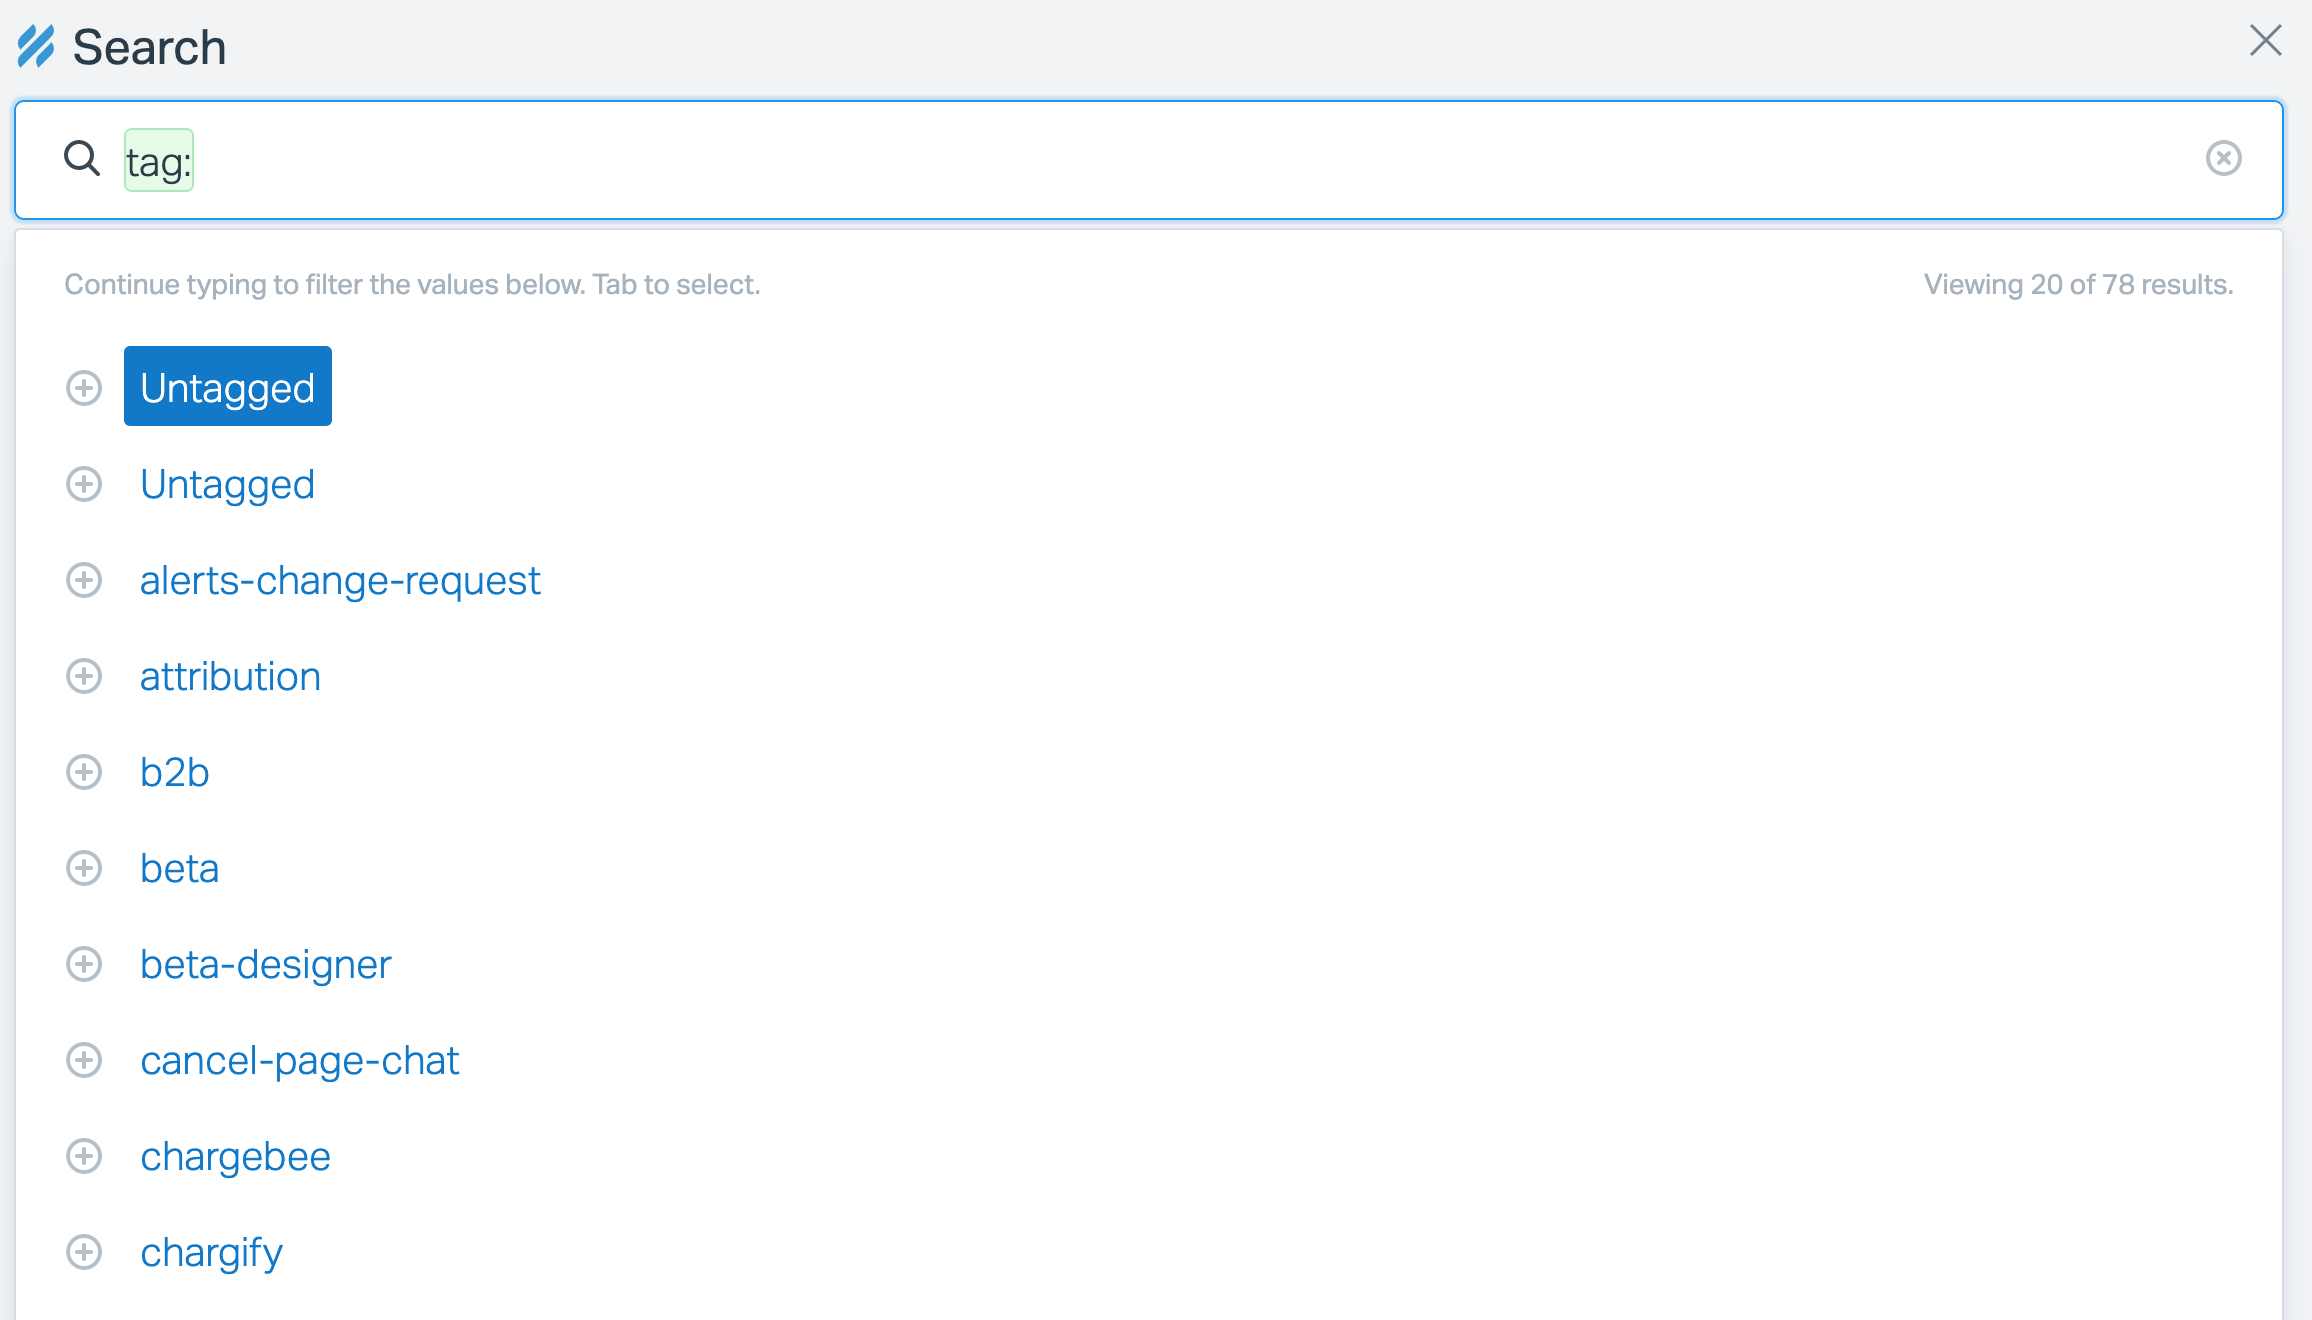 Search
tag:
Continue typing to filter the values below. Tab to select.
Viewing 20 of 78 results.
Untagged
Untagged
alerts-change-request
attribution
b2b
beta
beta-designer
cancel-page-chat
chargebee
chargify